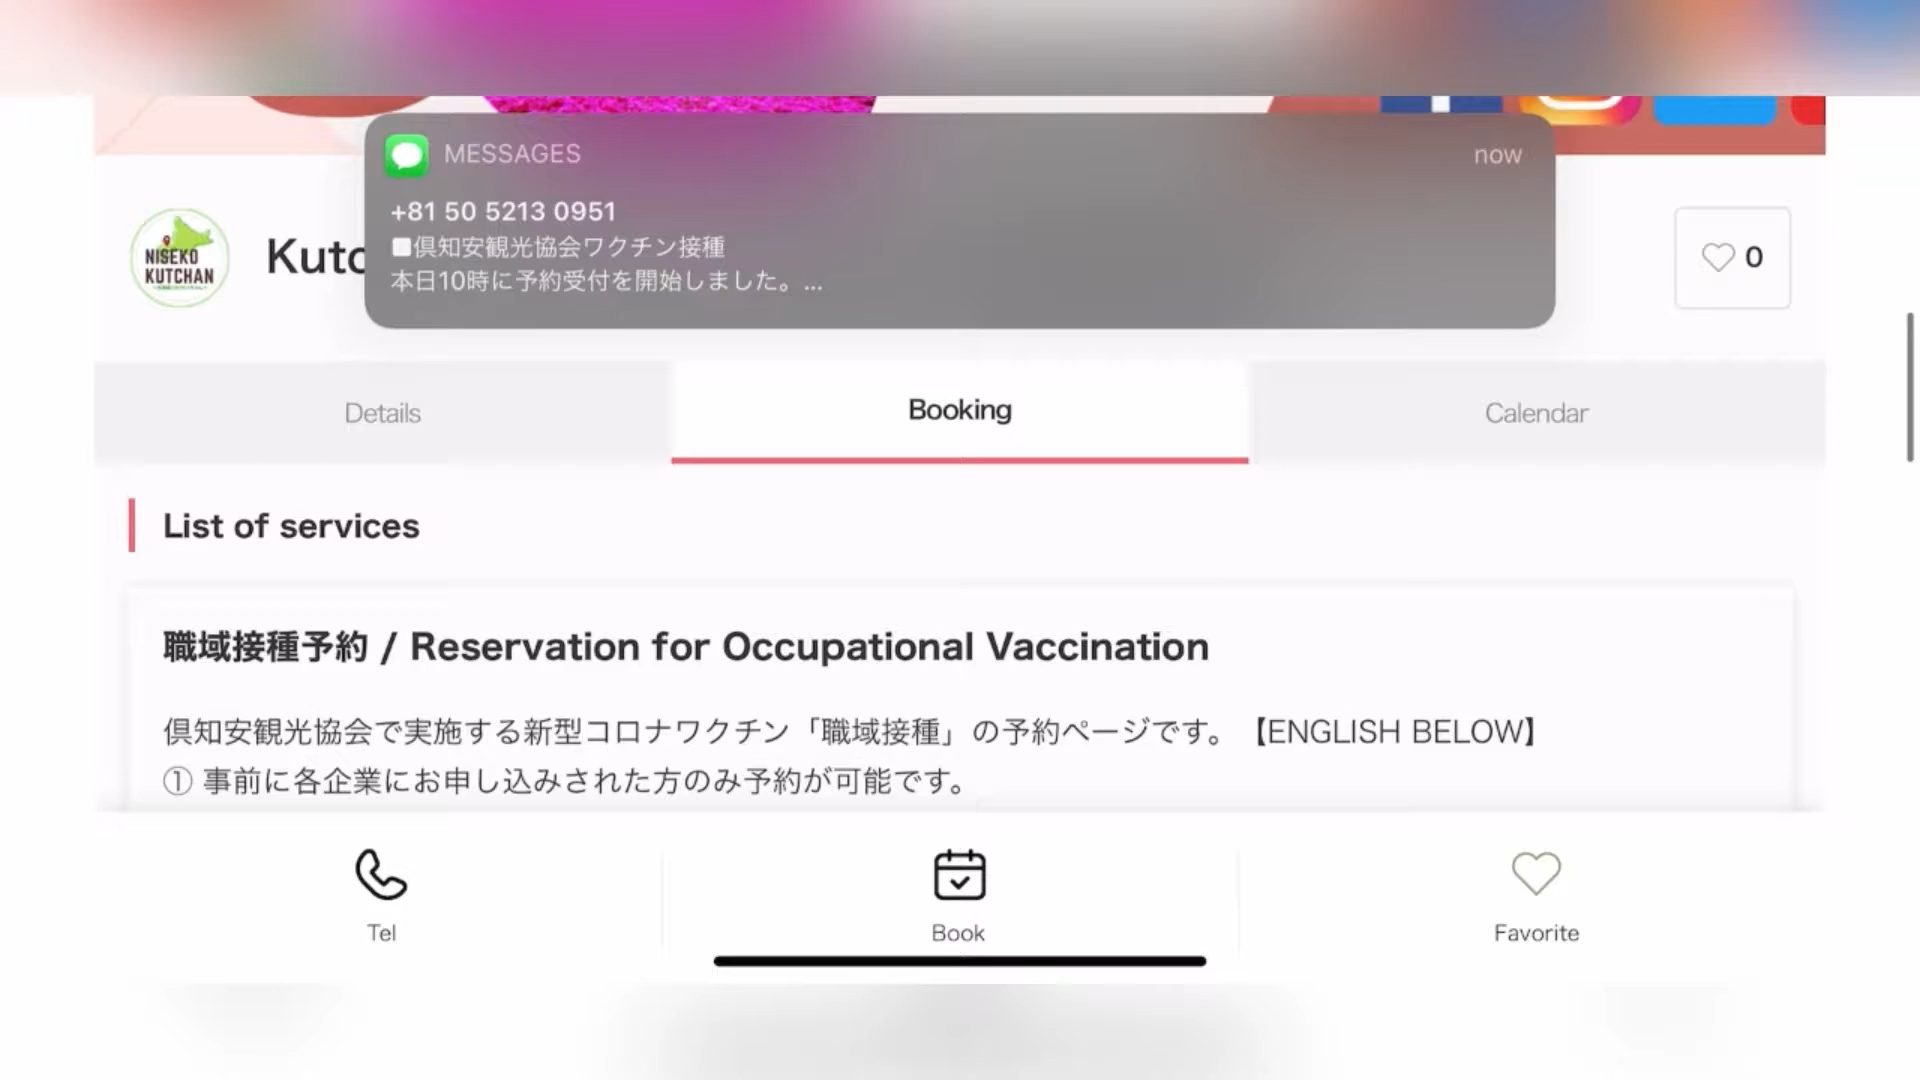 MESSAGES
now
+81 50 5213 0951
■倶知安観光協会ワクチン接種
本日10時に予約受付を開始しました。...
NISEKO
KUTCHAN
Kutc
0
Details
Booking
Calendar
List of services
職域接種予約 / Reservation for Occupational Vaccination
倶知安観光協会で実施する新型コロナワクチン「職域接種」の予約ページです。【ENGLISH BELOW】
① 事前に各企業にお申し込みされた方のみ予約が可能です。
Tel
Book
Favorite